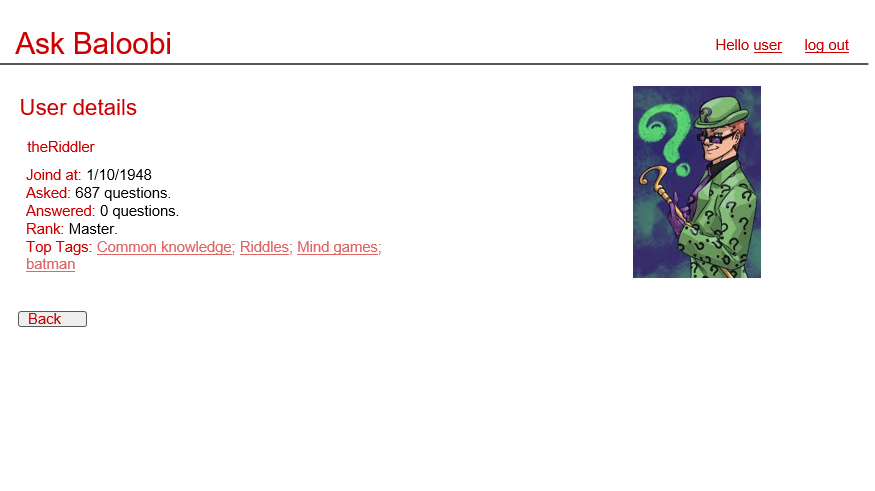 Ask Baloobi
Hello user log out
User details
theRiddler
Joind at: 1/10/1948
Asked: 687 questions.
Answered: 0 questions.
Rank: Master.
Top Tags: Common knowledge; Riddles; Mind games;
batman
Back